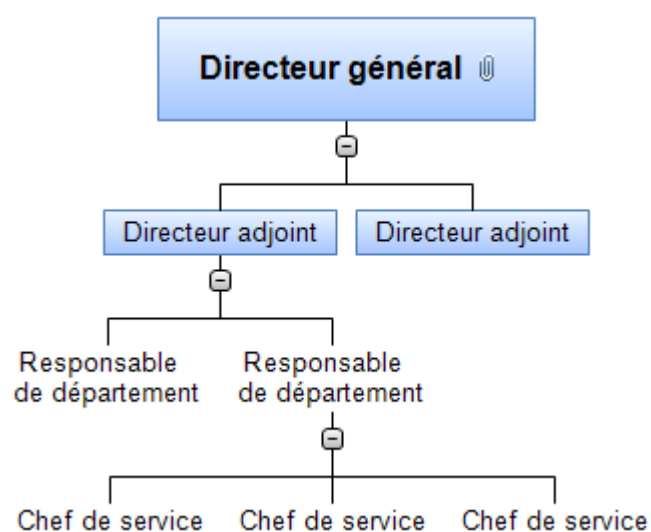 Directeur général
Directeur adjoint Directeur adjoint
Responsable
de département
Responsable
de département
Chef de service Chef de service Chef de service